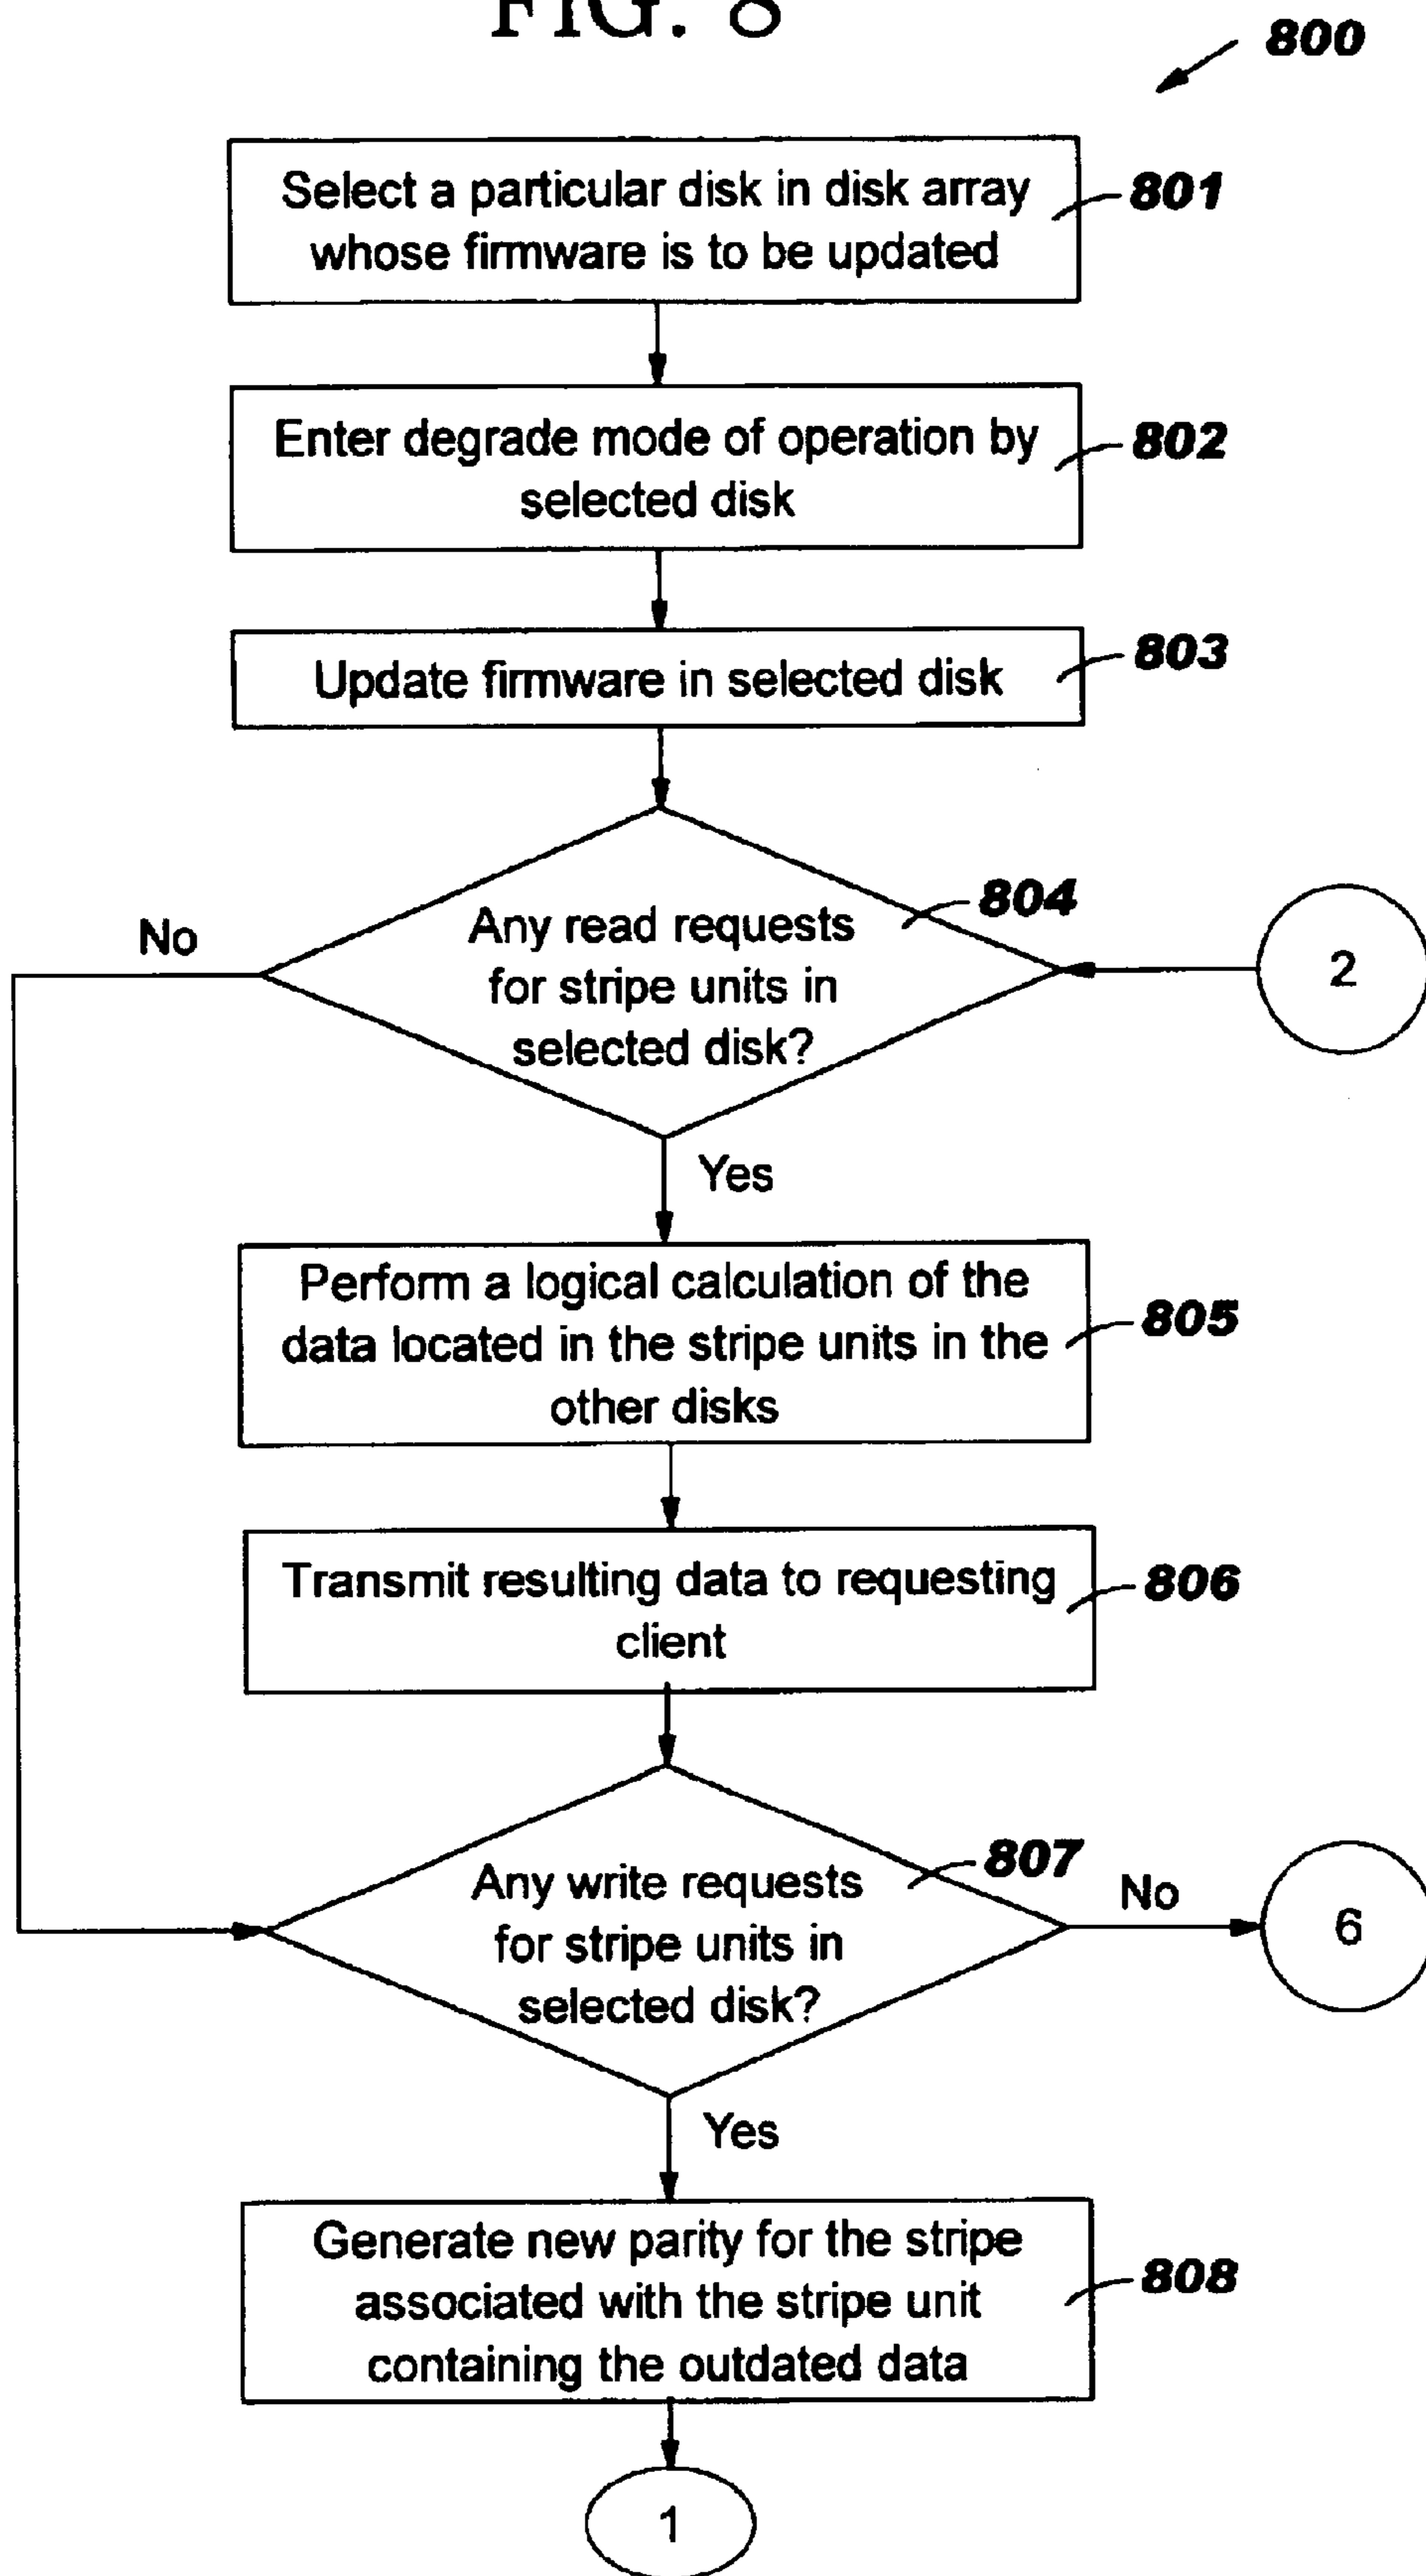 FIG. 8
800
Select a particular disk in disk array
whose firmware is to be updated
801
Enter degrade mode of operation by
selected disk
802
Update firmware in selected disk
803
Any read requests
for stripe units in
selected disk?
804
No
2
Yes
Perform a logical calculation of the
data located in the stripe units in the
other disks
805
Transmit resulting data to requesting
client
806
Any write requests
for stripe units in
selected disk?
807
No
6
Yes
Generate new parity for the stripe
associated with the stripe unit
containing the outdated data
808
1